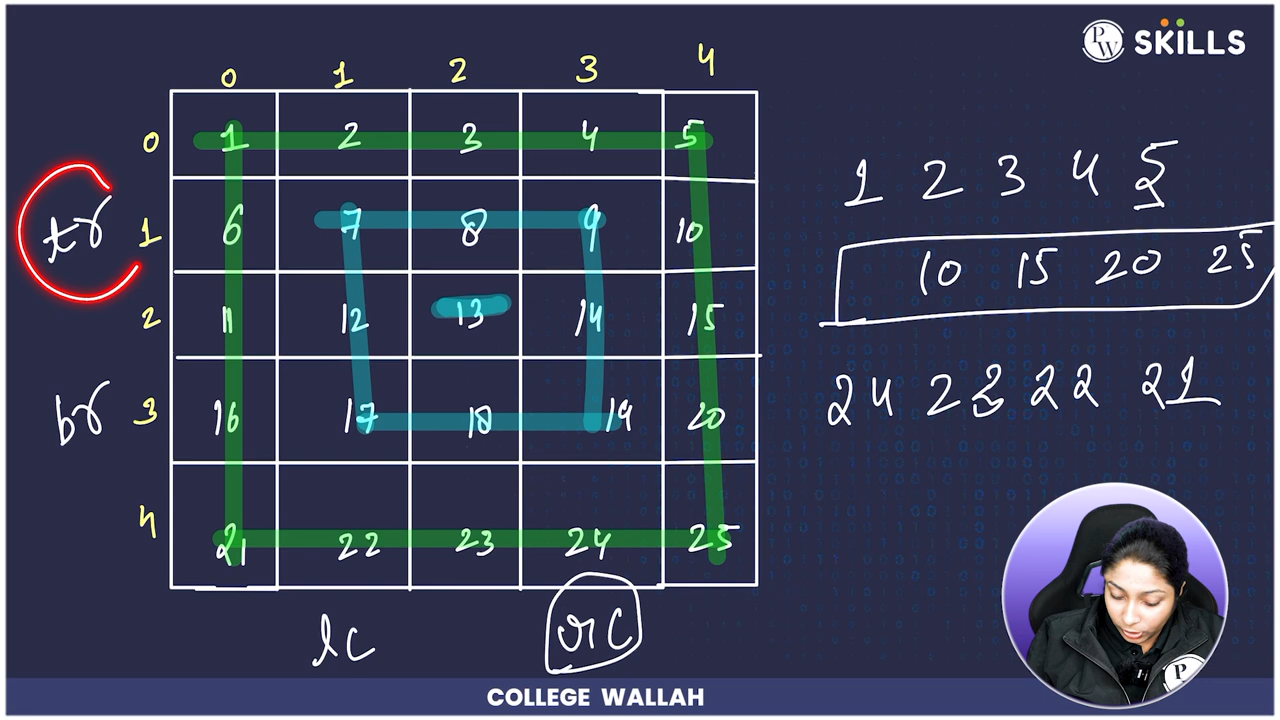 PW SKILLS
0 1 2 3 4
0 1 2 3 4 5
tr 1 6 7 8 9 10
2 11 12 13 14 15
br 3 16 17 18 19 20
4 21 22 23 24 25
lc rc
1 2 3 4 5
10 15 20 25
24 23 22 21
PW
COLLEGE WALLAH